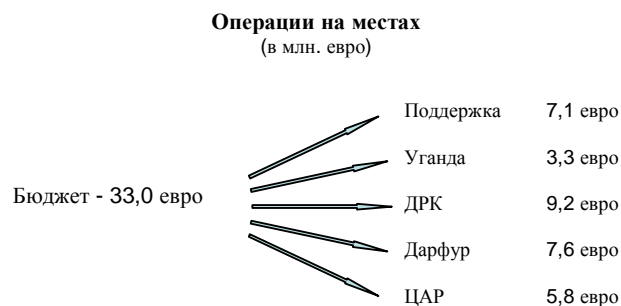 Операции на местах
(в млн. евро)
Поддержка 7,1 евро
Уганда 3,3 евро
Бюджет - 33,0 евро
ДРК 9,2 евро
Дарфур 7,6 евро
ЦАР 5,8 евро